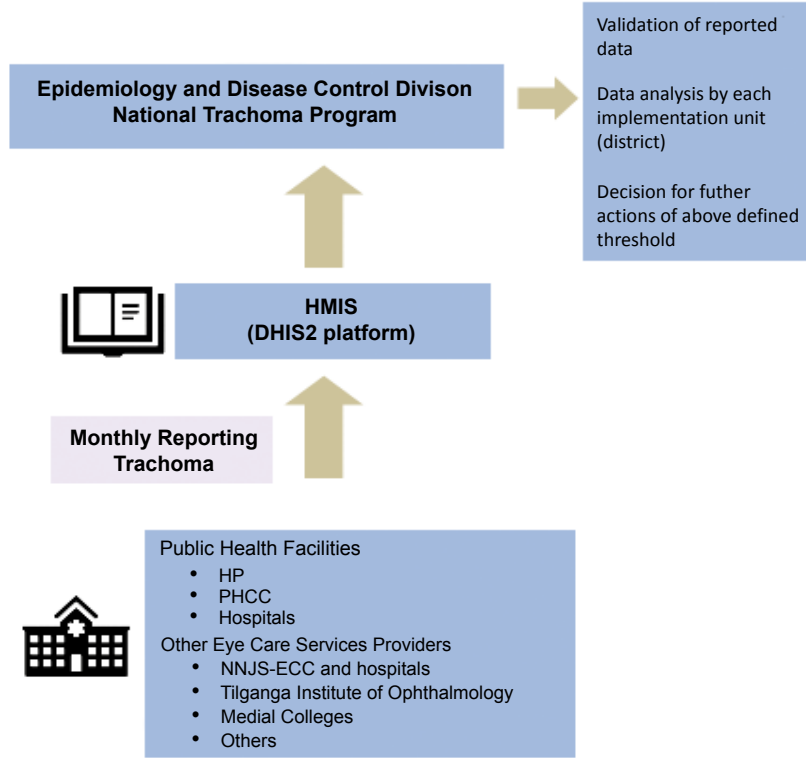 Epidemiology and Disease Control Divison
National Trachoma Program
Validation of reported
data
Data analysis by each
implementation unit
(district)
Decision for futher
actions of above defined
threshold
HMIS
(DHIS2 platform)
Monthly Reporting
Trachoma
Public Health Facilities
• HP
• PHCC
• Hospitals
Other Eye Care Services Providers
• NNJS-ECC and hospitals
• Tilganga Institute of Ophthalmology
• Medial Colleges
• Others